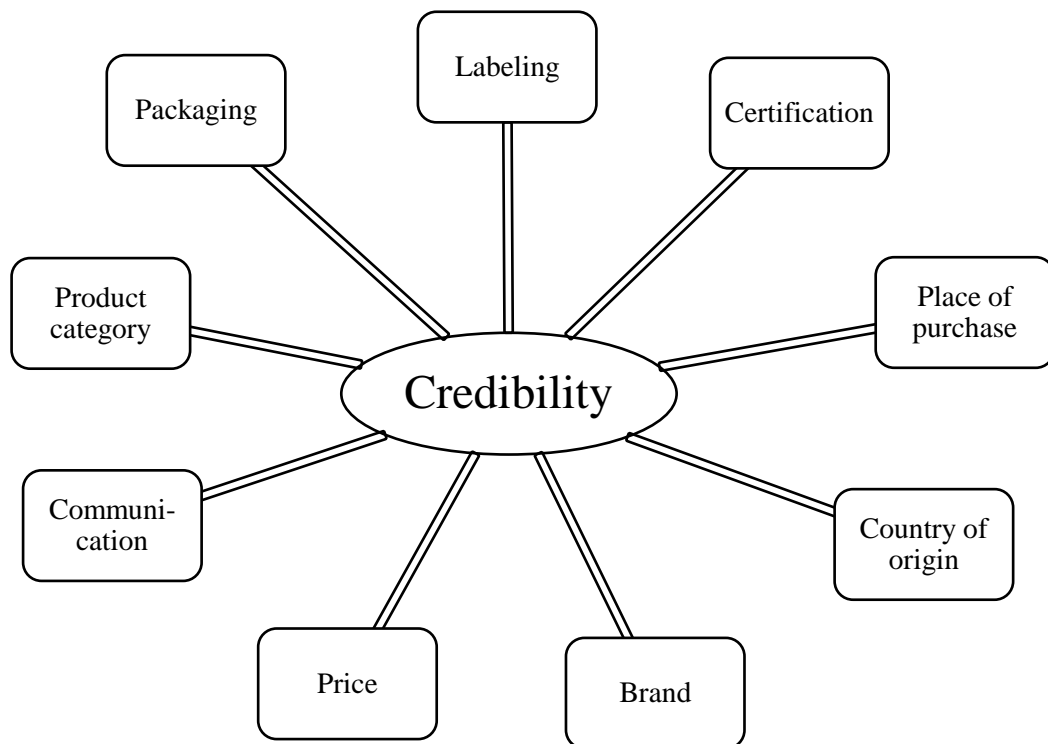 Labeling
Packaging
Certification
Product
category
Place of
purchase
Credibility
Communi-
cation
Country of
origin
Price
Brand